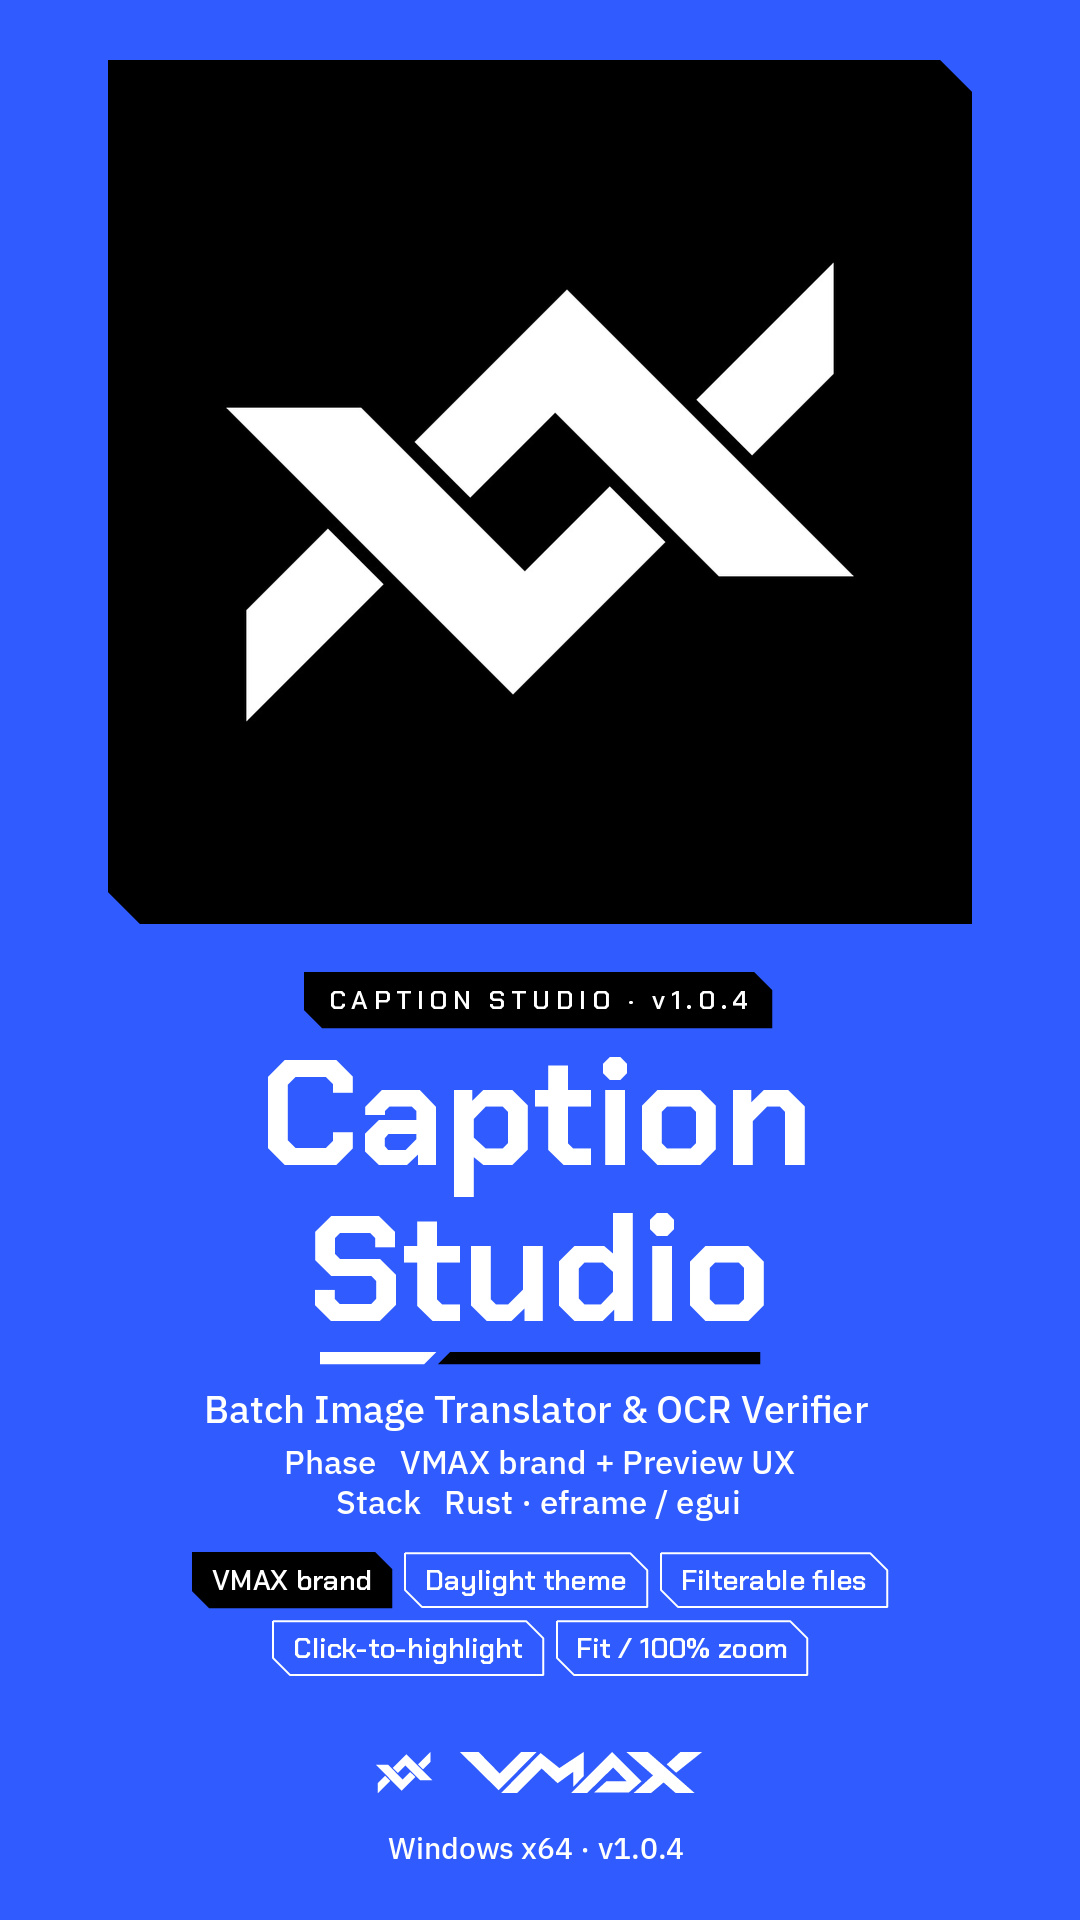 CAPTION STUDIO · v1.0.4
Caption
Studio
Batch Image Translator & OCR Verifier
Phase VMAX brand + Preview UX
Stack Rust · eframe / egui
VMAX brand
Daylight theme
Filterable files
Click-to-highlight
Fit / 100% zoom
VMAX
Windows x64 · v1.0.4